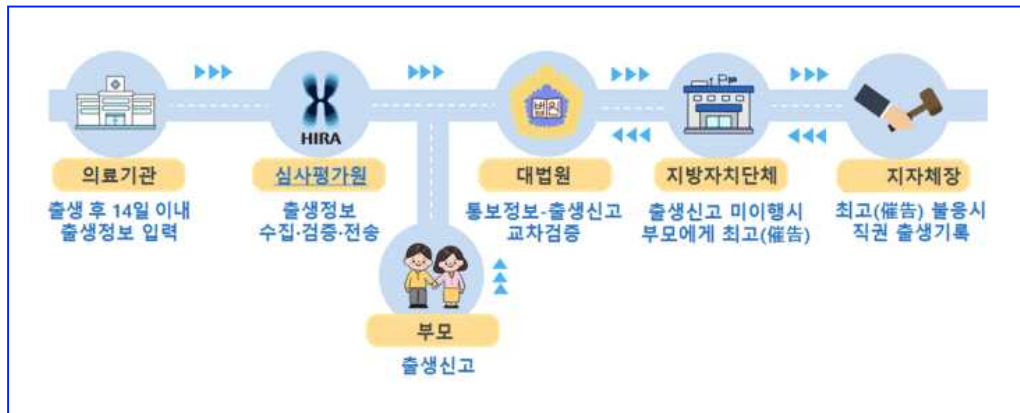 HIRA
법원
의료기관
출생 후 14일 이내
출생정보 입력
심사평가원
출생정보
수집·검증·전송
대법원
통보정보-출생신고
교차검증
지방자치단체
출생신고 미이행시
부모에게 최고(催告)
지자체장
최고(催告) 불응시
직권 출생기록
부모
출생신고